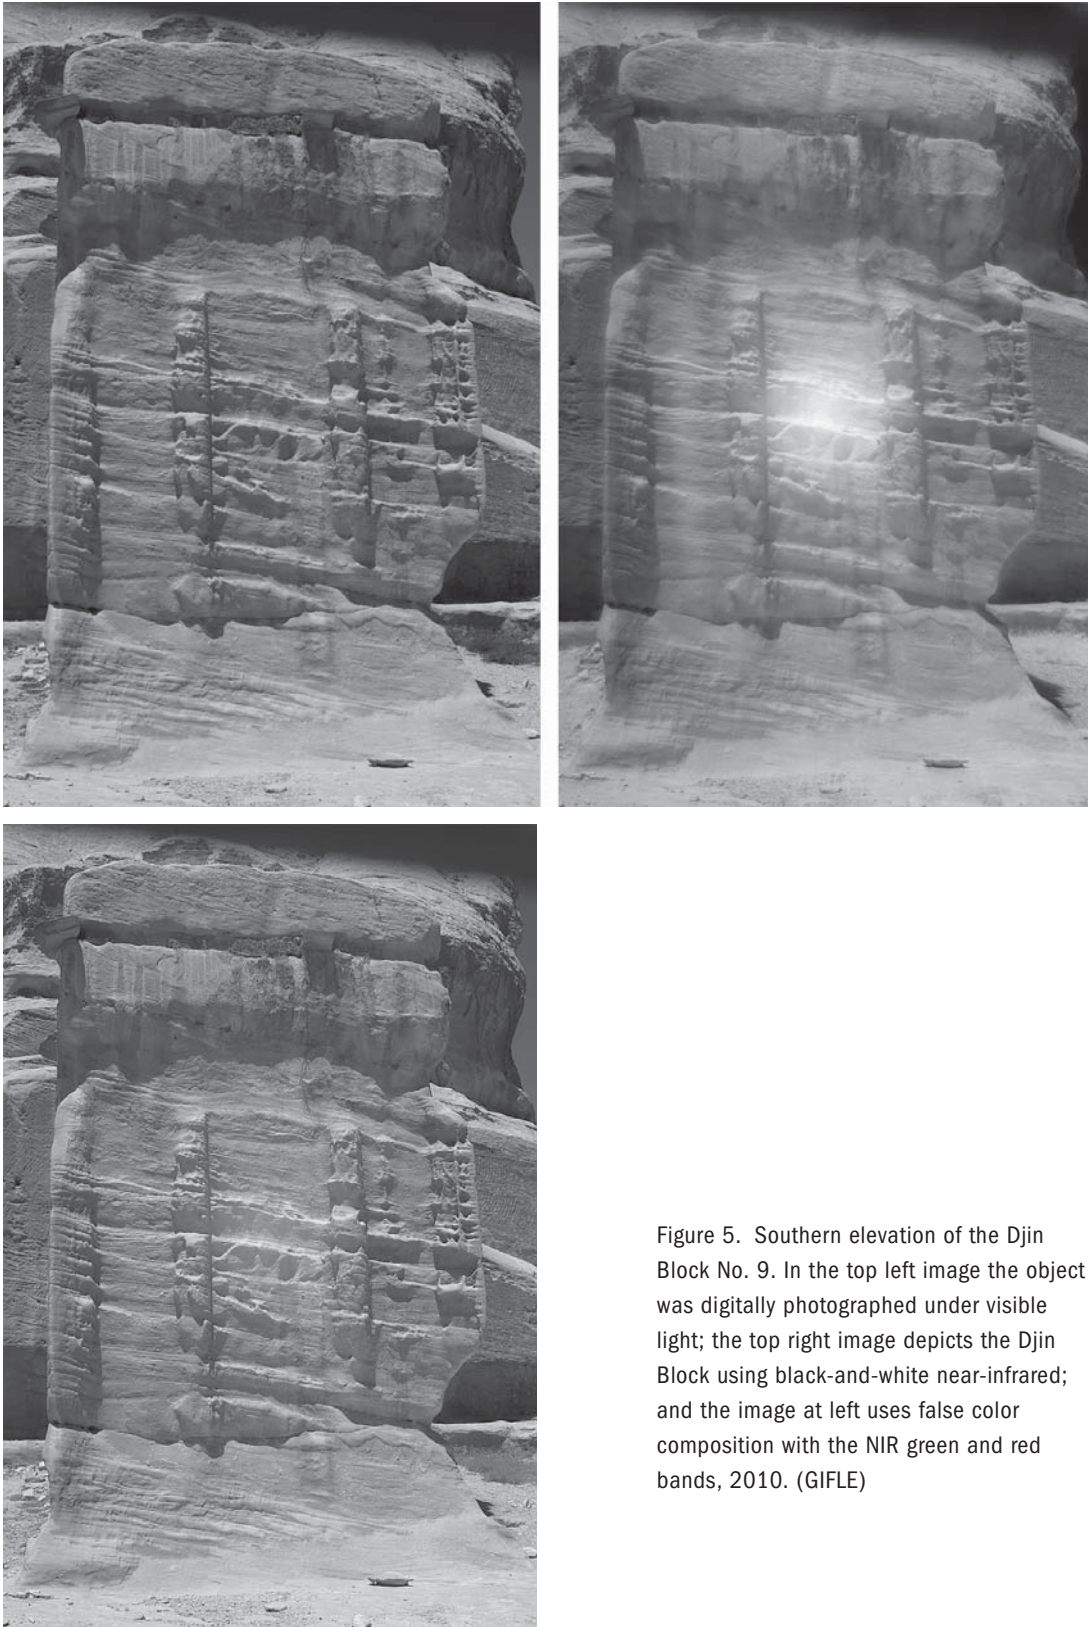 Figure 5. Southern elevation of the Djin
Block No. 9. In the top left image the object
was digitally photographed under visible
light; the top right image depicts the Djin
Block using black-and-white near-infrared;
and the image at left uses false color
composition with the NIR green and red
bands, 2010. (GIFLE)